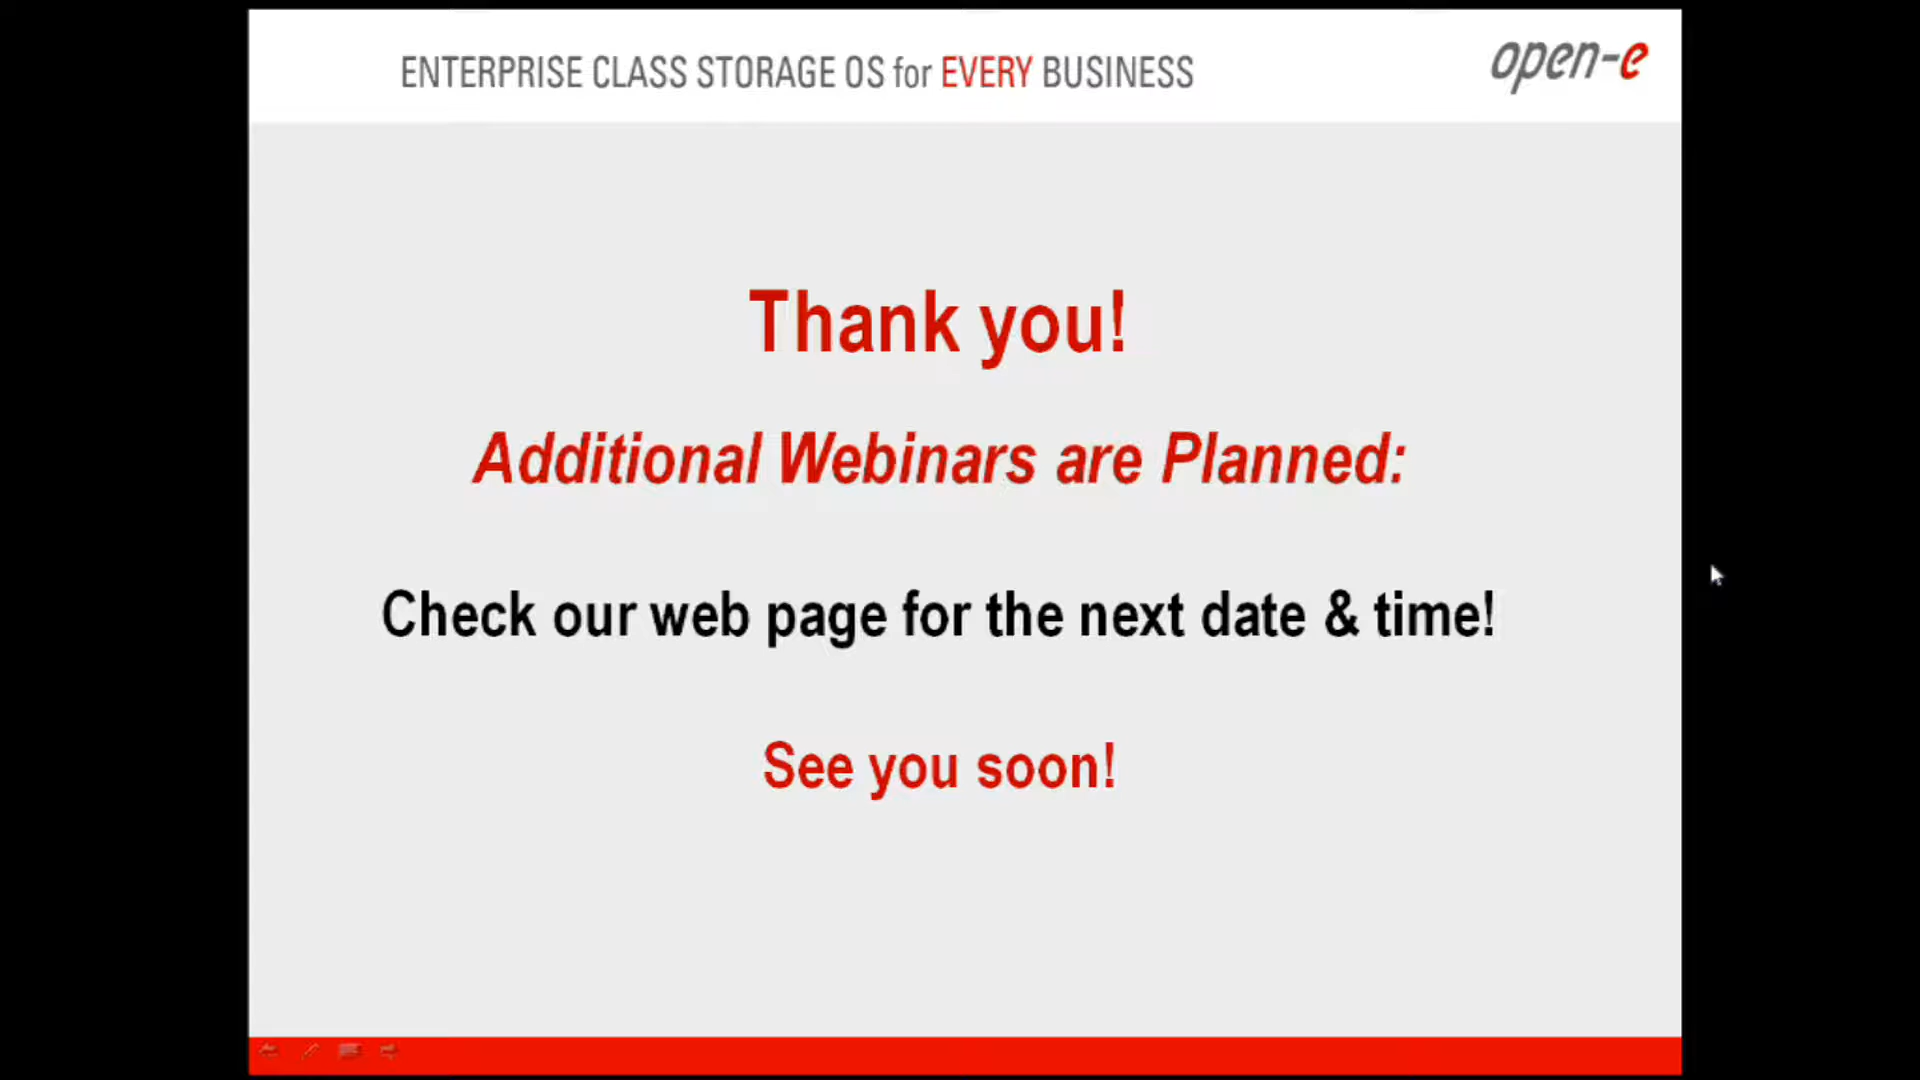 ENTERPRISE CLASS STORAGE OS for EVERY BUSINESS
open-e
Thank you!
Additional Webinars are Planned:
Check our web page for the next date & time!
See you soon!